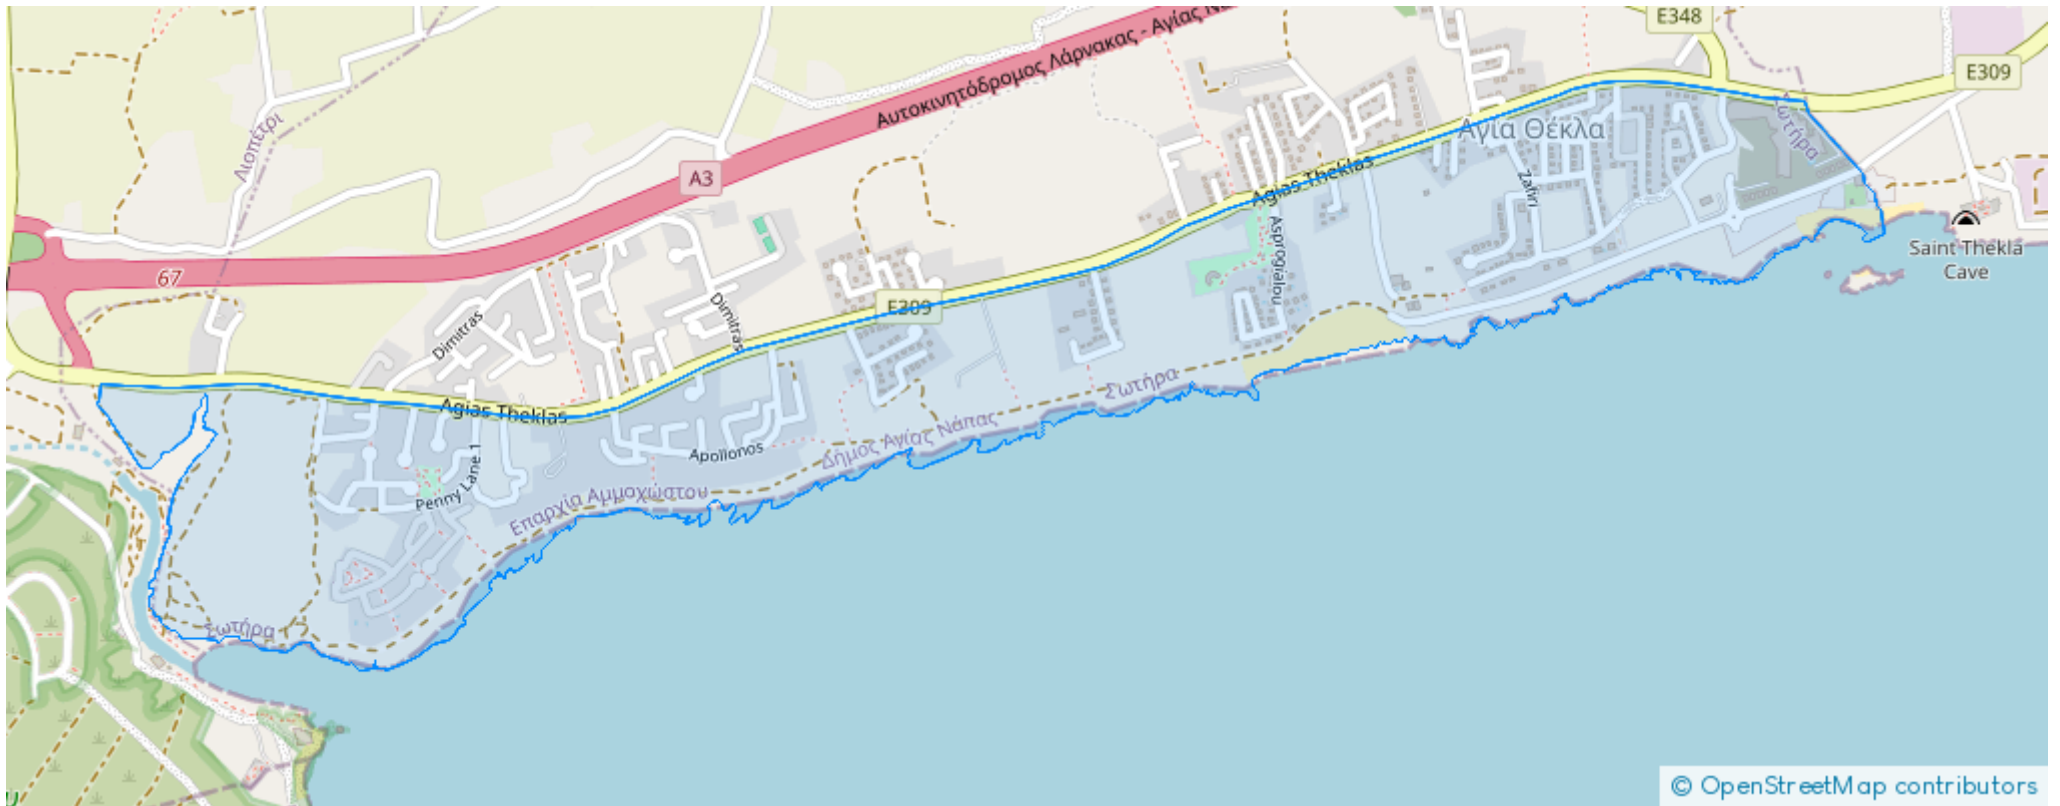 E348
E309
Αυτοκινητόδρομος Λάρνακας - Αγίας
Λιοπέτρι
Αγία Θέκλα
Σωτήρα
A3
Agias Theklas
Zafiri
Asprogialou
Saint Thekla
Cave
67
Dimitras
Dimitras
E309
Agias Theklas
Σωτήρα
Δήμος Αγίας Νάπας
Apollonos
Penny Lane 1
Επαρχία Αμμοχώστου
Σωτήρα
© OpenStreetMap contributors